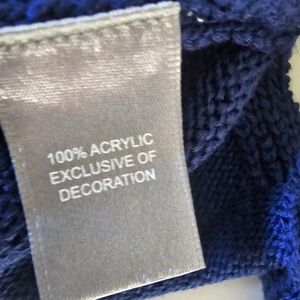 100% ACRYLIC
EXCLUSIVE OF
DECORATION